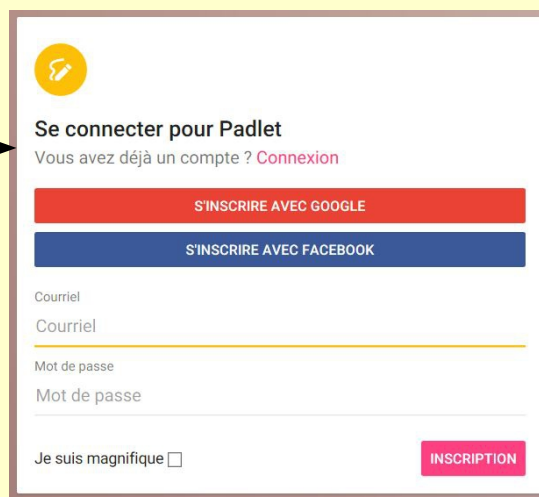 Se connecter pour Padlet
Vous avez déjà un compte ? Connexion
S'INSCRIRE AVEC GOOGLE
S'INSCRIRE AVEC FACEBOOK
Courriel
Courriel
Mot de passe
Mot de passe
Je suis magnifique
INSCRIPTION